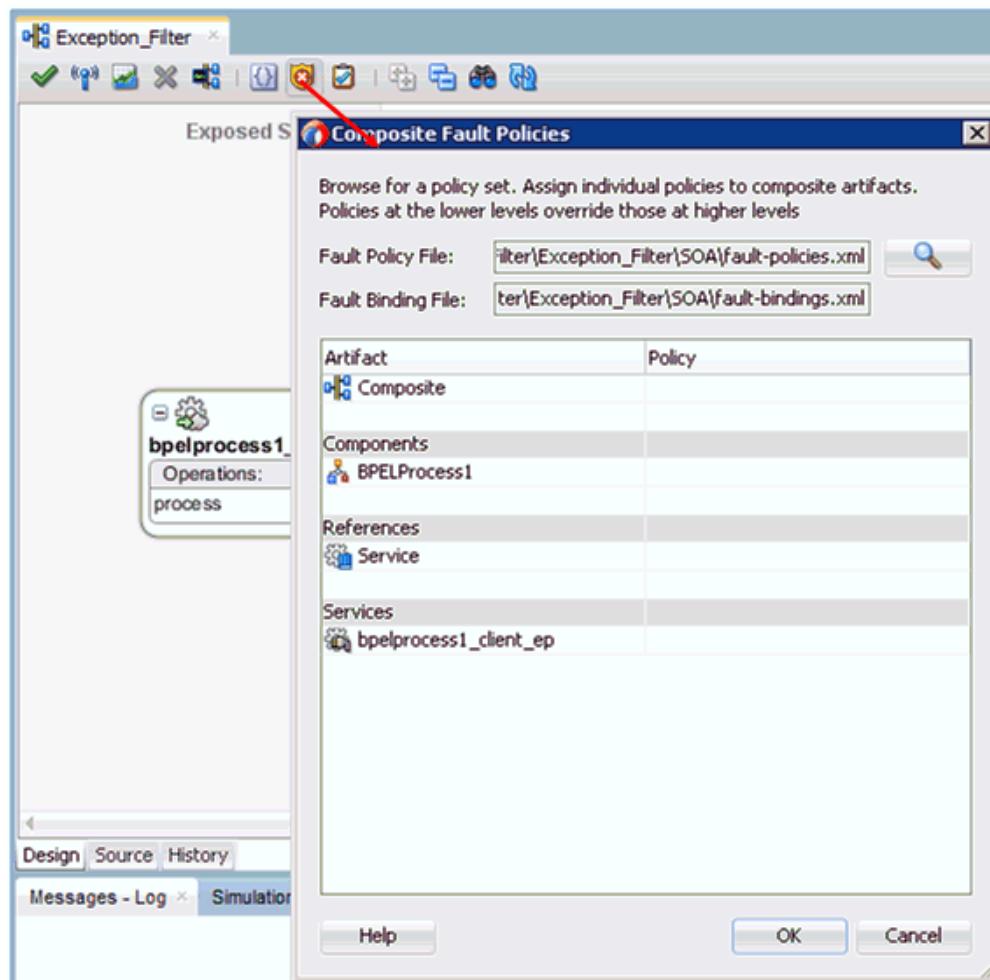 Exception_Filter
Exposed S
Composite Fault Policies
Browse for a policy set. Assign individual policies to composite artifacts.
Policies at the lower levels override those at higher levels
Fault Policy File: ilter\Exception_Filter\SOA\fault-policies.xml
Fault Binding File: ter\Exception_Filter\SOA\fault-bindings.xml
Artifact Policy
Composite
Components
BPELProcess1
References
Service
Services
bpelprocess1_client_ep
bpelprocess1_
Operations:
process
Design Source History
Messages - Log Simulation
Help OK Cancel